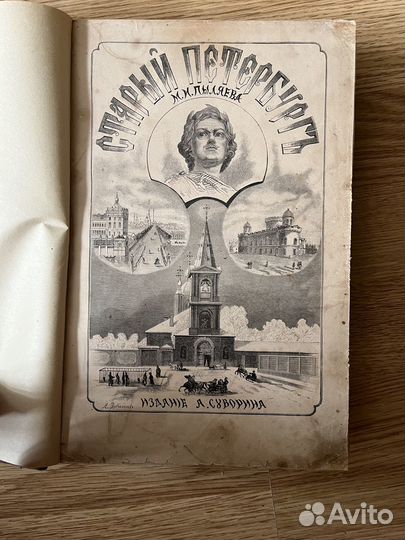 СТАРЫЙ ПЕТЕРБУРГЪ
М.И.ПЫЛЯЕВА
ИЗДАНІЕ А. СУВОРИНА
Avito